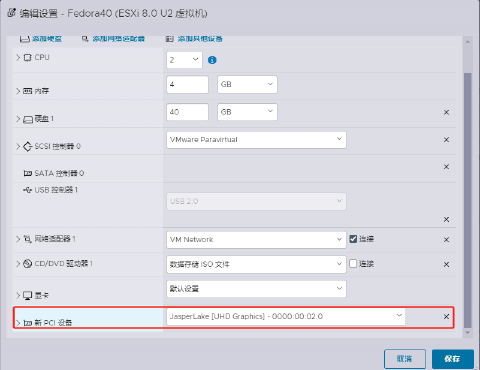 编辑设置 - Fedora40 (ESXi 8.0 U2 虚拟机)
添加硬盘 添加网络适配器 添加其他设备
CPU 2
内存 4 GB
硬盘 1 40 GB
SCSI 控制器 0 VMware Paravirtual
SATA 控制器 0
USB 控制器 1
USB 2.0
网络适配器 1 VM Network 连接
CD/DVD 驱动器 1 数据存储 ISO 文件 连接
显卡 默认设置
新 PCI 设备 JasperLake [UHD Graphics] - 0000:00:02.0
取消 保存